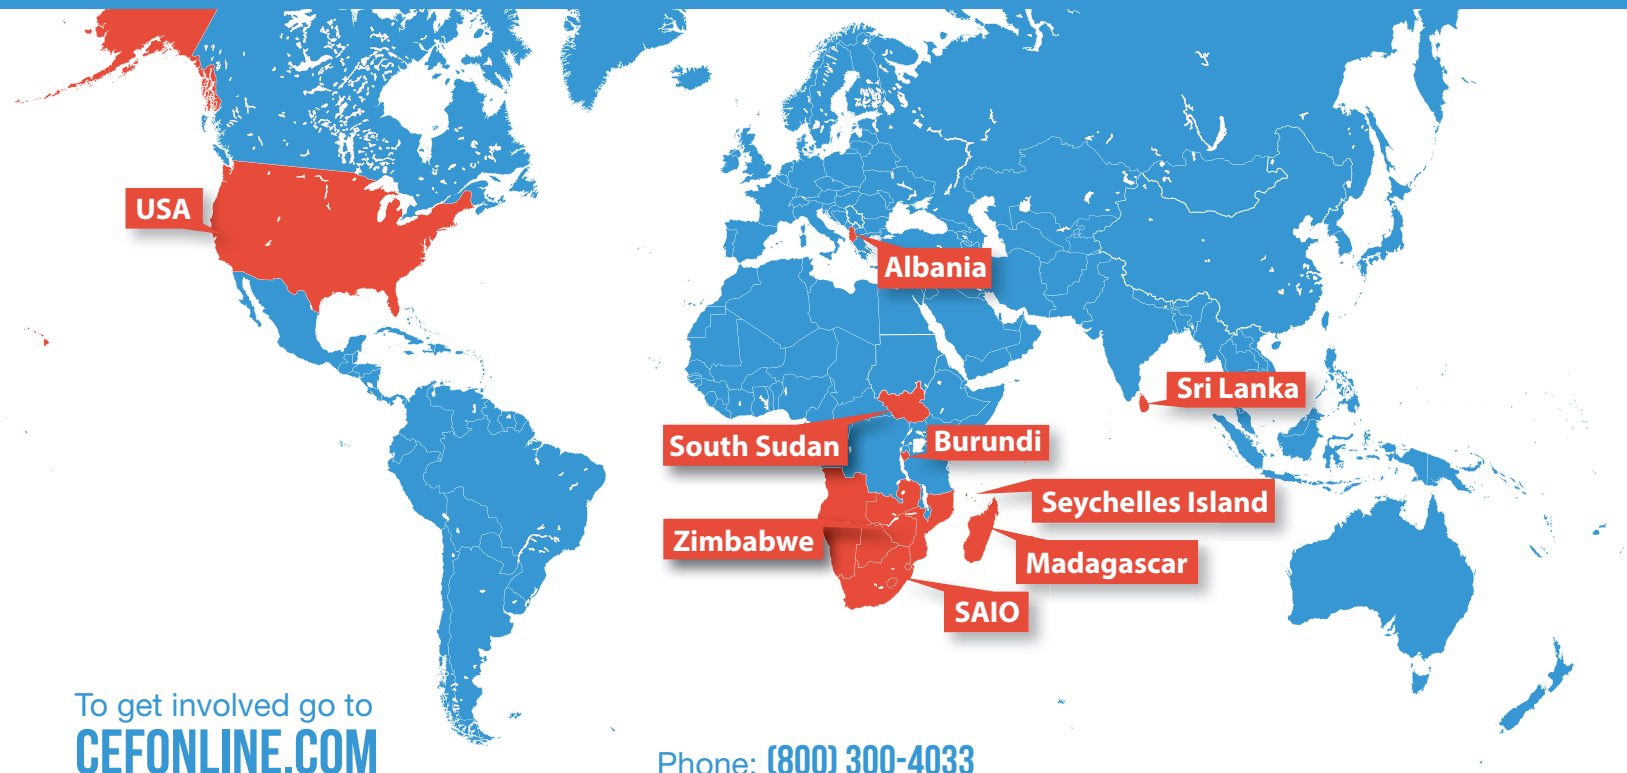 USA
Albania
Sri Lanka
South Sudan
Burundi
Seychelles Island
Zimbabwe
Madagascar
SAIO
To get involved go to
CEFONLINE.COM
Phone: (800) 300-4033